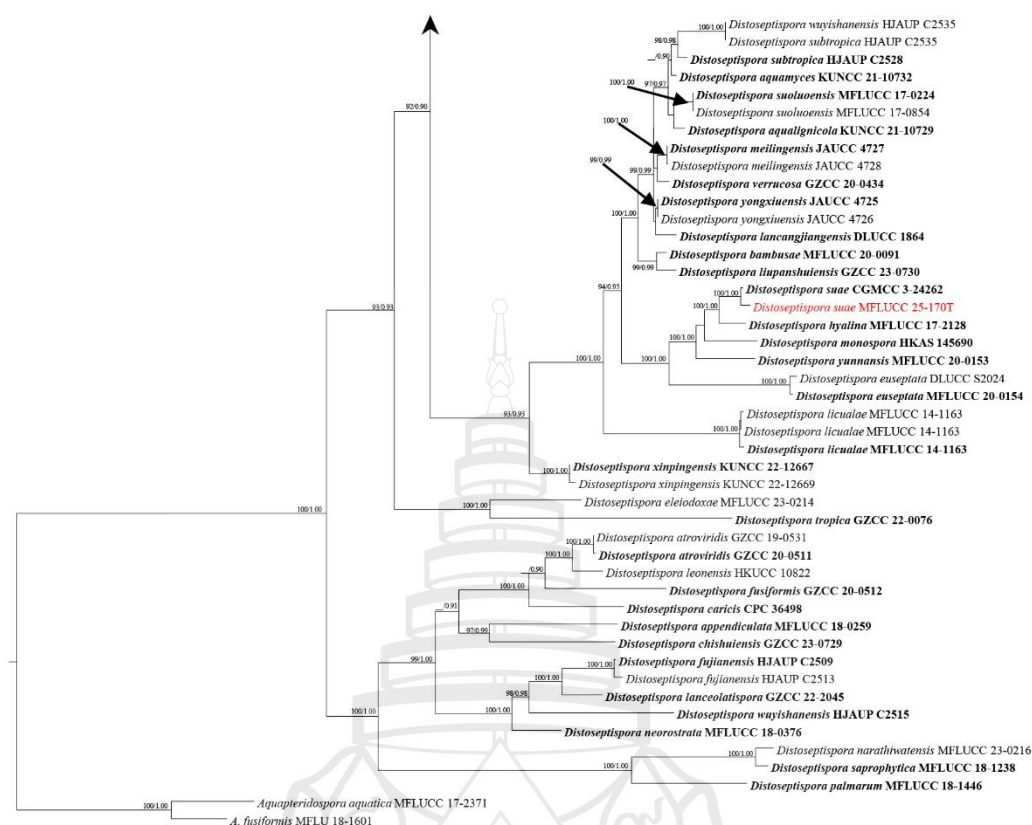 100/1.00
Distoseptispora wuyishanensis HJAUP C2535
98/0.98
Distoseptispora subtropica HJAUP C2535
/0.90
Distoseptispora subtropica HJAUP C2528
Distoseptispora aquamyces KUNCC 21-10732
97/0.97
100/1.00
Distoseptispora suoluoensis MFLUCC 17-0224
Distoseptispora suoluoensis MFLUCC 17-0854
100/1.00
Distoseptispora aqualignicola KUNCC 21-10729
Distoseptispora meilingensis JAUCC 4727
99/0.99
Distoseptispora meilingensis JAUCC 4728
99/0.99
Distoseptispora verrucosa GZCC 20-0434
Distoseptispora yongxiuensis JAUCC 4725
100/1.00
Distoseptispora yongxiuensis JAUCC 4726
Distoseptispora lancangjiangensis DLUCC 1864
Distoseptispora bambusae MFLUCC 20-0091
99/0.99
Distoseptispora liupanshuiensis GZCC 23-0730
94/0.95
100/1.00
Distoseptispora suae CGMCC 3-24262
100/1.00
Distoseptispora suae MFLUCC 25-170T
Distoseptispora hyalina MFLUCC 17-2128
100/1.00
Distoseptispora monospora HKAS 145690
100/1.00
Distoseptispora yunnansis MFLUCC 20-0153
100/1.00
100/1.00
Distoseptispora euseptata DLUCC S2024
Distoseptispora euseptata MFLUCC 20-0154
92/0.90
93/0.93
93/0.93
Distoseptispora licualae MFLUCC 14-1163
100/1.00
Distoseptispora licualae MFLUCC 14-1163
Distoseptispora licualae MFLUCC 14-1163
100/1.00
Distoseptispora xinpingensis KUNCC 22-12667
Distoseptispora xinpingensis KUNCC 22-12669
100/1.00
Distoseptispora eleiodoxae MFLUCC 23-0214
100/1.00
Distoseptispora tropica GZCC 22-0076
100/1.00
Distoseptispora atroviridis GZCC 19-0531
100/1.00
Distoseptispora atroviridis GZCC 20-0511
/0.90
Distoseptispora leonensis HKUCC 10822
100/1.00
Distoseptispora fusiformis GZCC 20-0512
/0.91
Distoseptispora caricis CPC 36498
97/0.99
Distoseptispora appendiculata MFLUCC 18-0259
Distoseptispora chishuiensis GZCC 23-0729
99/1.00
100/1.00
Distoseptispora fujianensis HJAUP C2509
100/1.00
Distoseptispora fujianensis HJAUP C2513
98/0.98
Distoseptispora lanceolatispora GZCC 22-2045
100/1.00
Distoseptispora wuyishanensis HJAUP C2515
100/1.00
Distoseptispora neorostrata MFLUCC 18-0376
100/1.00
Distoseptispora narathiwatensis MFLUCC 23-0216
100/1.00
Distoseptispora saprophytica MFLUCC 18-1238
Distoseptispora palmarum MFLUCC 18-1446
100/1.00
Aquapteridospora aquatica MFLUCC 17-2371
A. fusiformis MFLU 18-1601